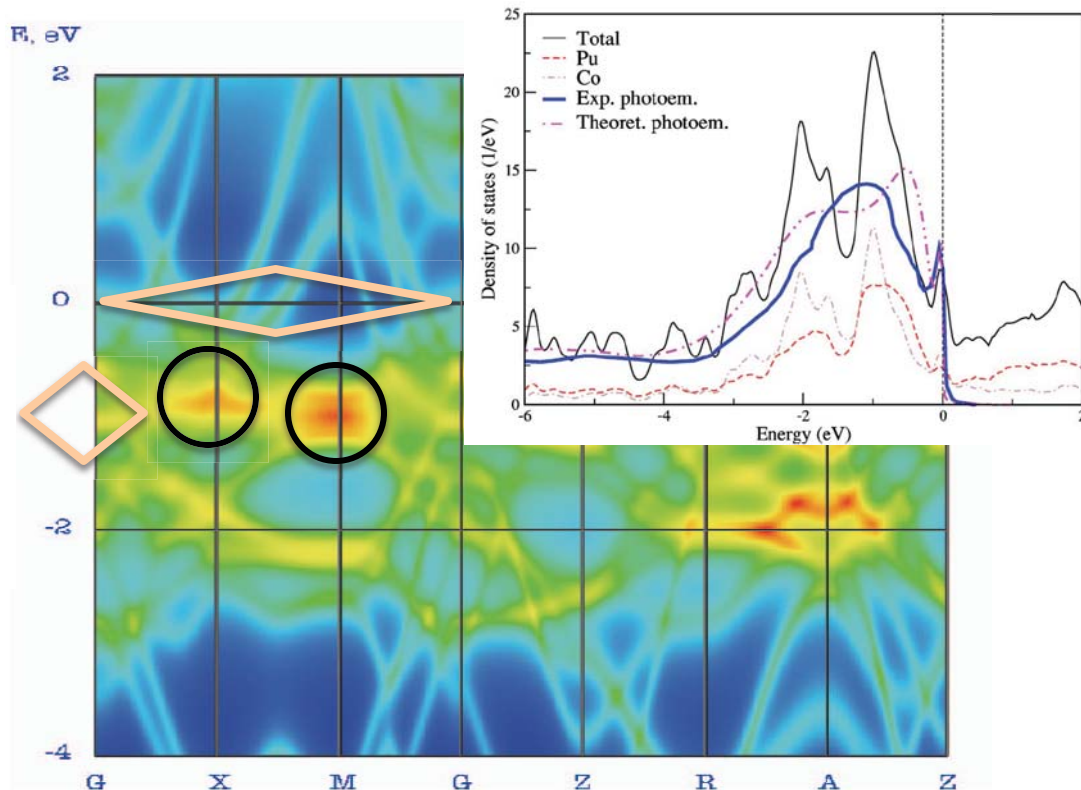 E, eV
2
0
-2
-4
G X M G Z R A Z
25
20
15
10
5
0
Density of states (1/eV)
Total
Pu
Co
Exp. photoem.
Theoret. photoem.
-6 -4 -2 0 2
Energy (eV)